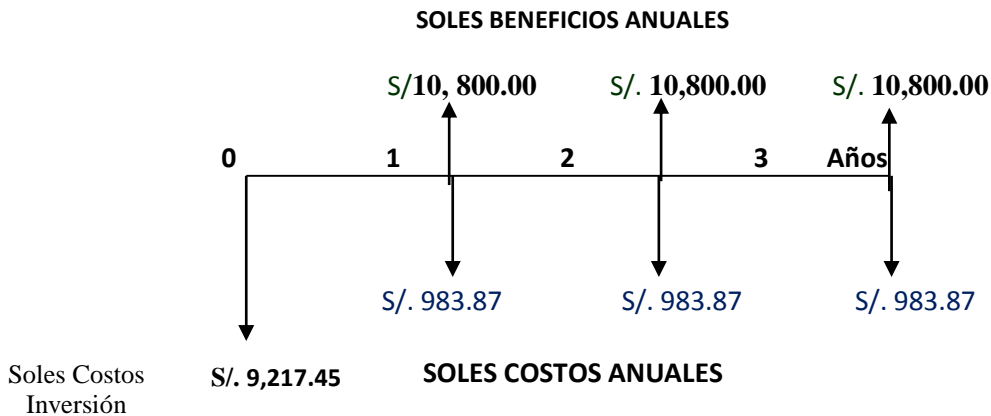 SOLES BENEFICIOS ANUALES
S/10, 800.00 S/. 10,800.00 S/. 10,800.00
0 1 2 3 Años
S/. 983.87 S/. 983.87 S/. 983.87
Soles Costos S/. 9,217.45 SOLES COSTOS ANUALES
Inversión